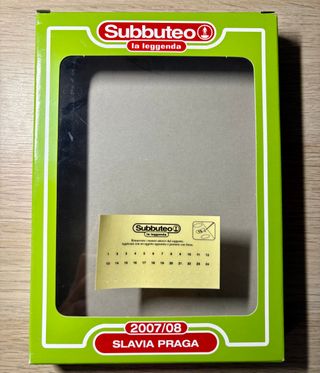 Subbuteo
la leggenda
Subbuteo
la leggenda
1 2 3 4 5 6 7 8 9 10 11 12
13 14 15 16 17 18 19 20 21 22 23 24
2007/08
SLAVIA PRAGA